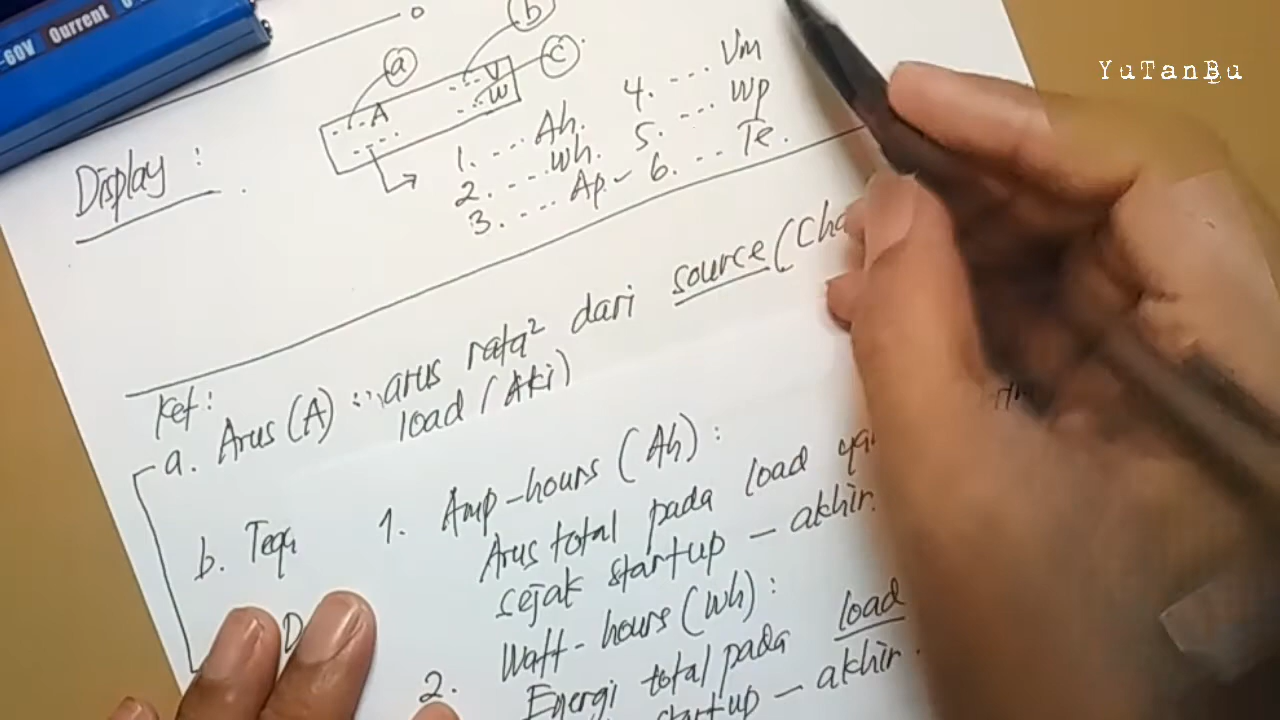 -60V Current
YuTanBu
o
a
b
c
Display :
... A
... V
... W
1. ... Ah.
2. ... Wh.
3. ... Ap.
4. ... Vm
5. ... Wp
6. ... Te.
Ket :
a. Arus (A) : arus rata² dari source (Cha
load (Aki)
b. Tega
D
1. Amp-hours (Ah) :
Arus total pada load
sejak startup - akhir.
2. Watt-hours (Wh) :
Energi total pada load
startup - akhir.